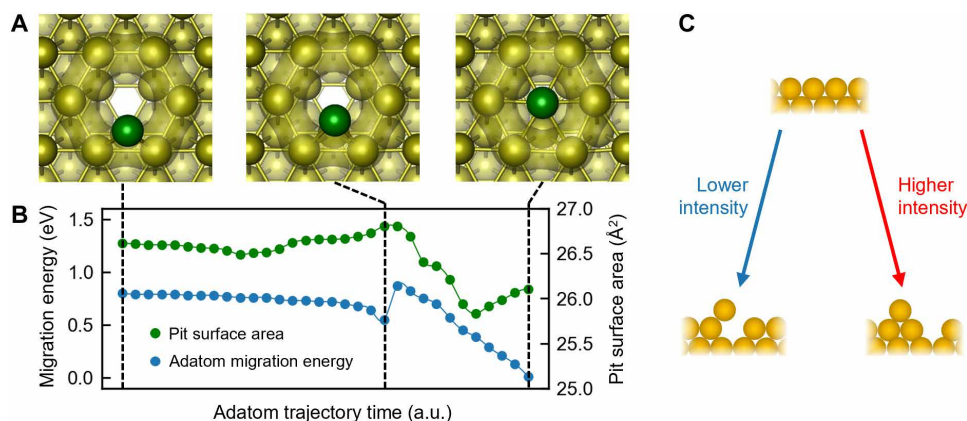 A
B
C
Migration energy (eV)
1.5
1.0
0.5
0.0
Pit surface area
Adatom migration energy
27.0
26.5
26.0
25.5
25.0
Pit surface area (Å²)
Adatom trajectory time (a.u.)
Lower
intensity
Higher
intensity